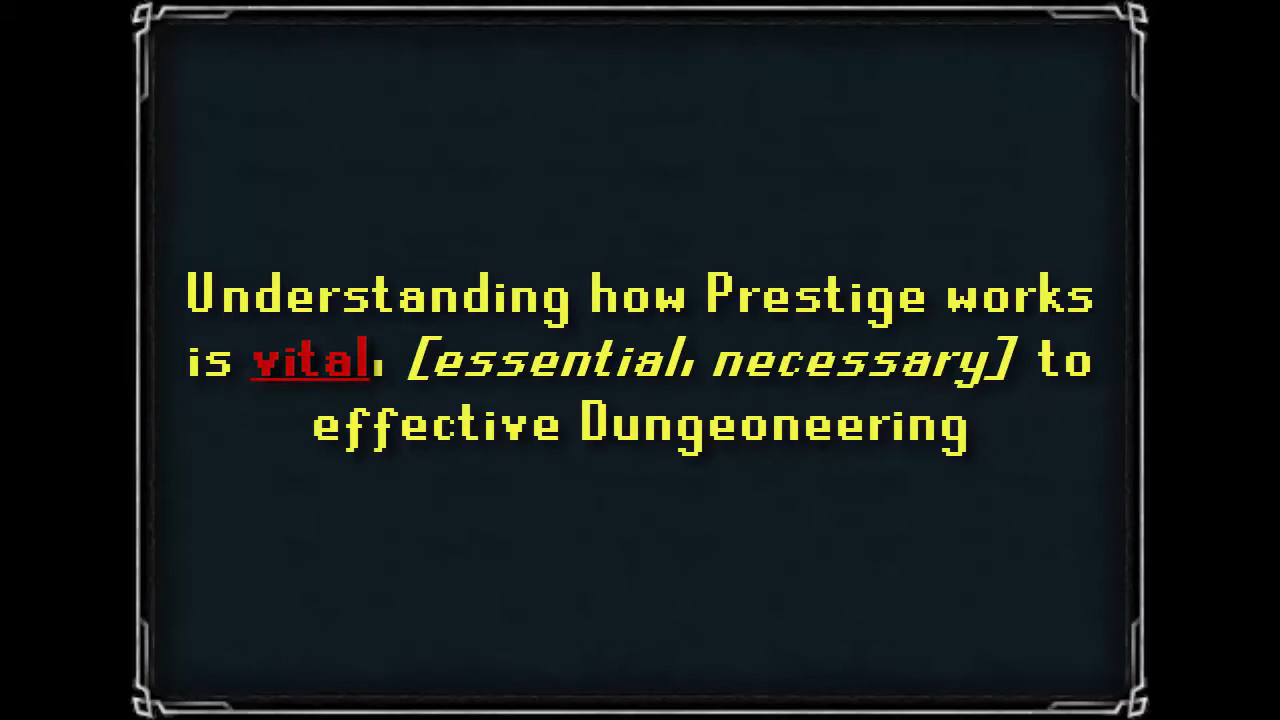 Understanding how Prestige works
is vital, [essential, necessary] to
effective Dungeoneering